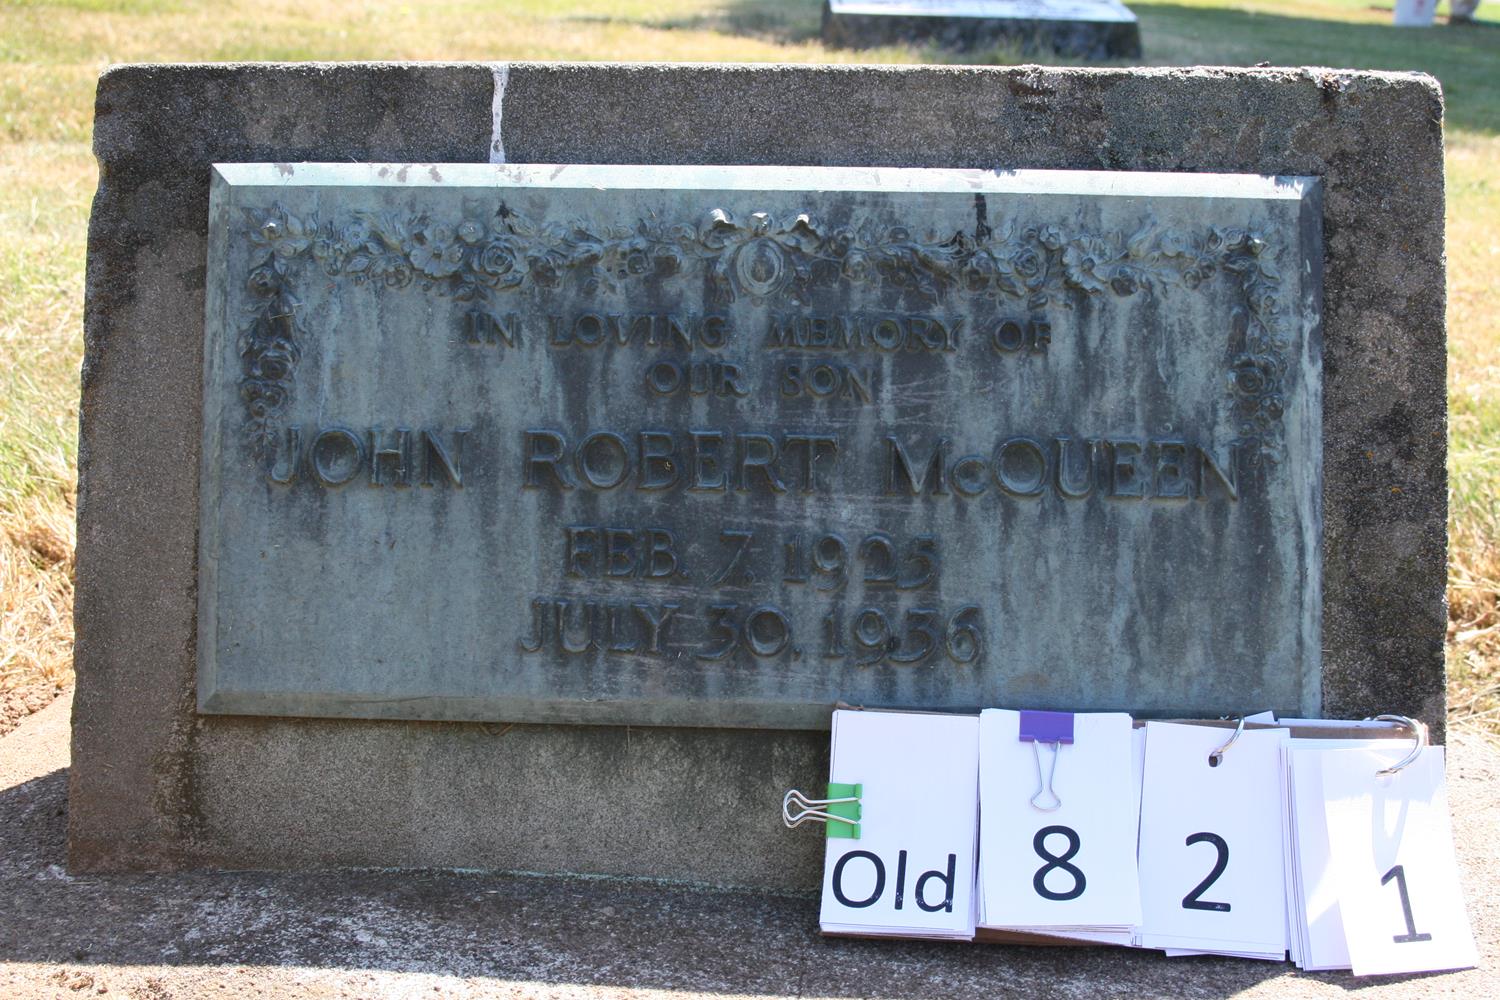 IN LOVING MEMORY OF
OUR SON
JOHN ROBERT McQUEEN
FEB. 7, 1925
JULY 30, 1936
Old 8 2 1